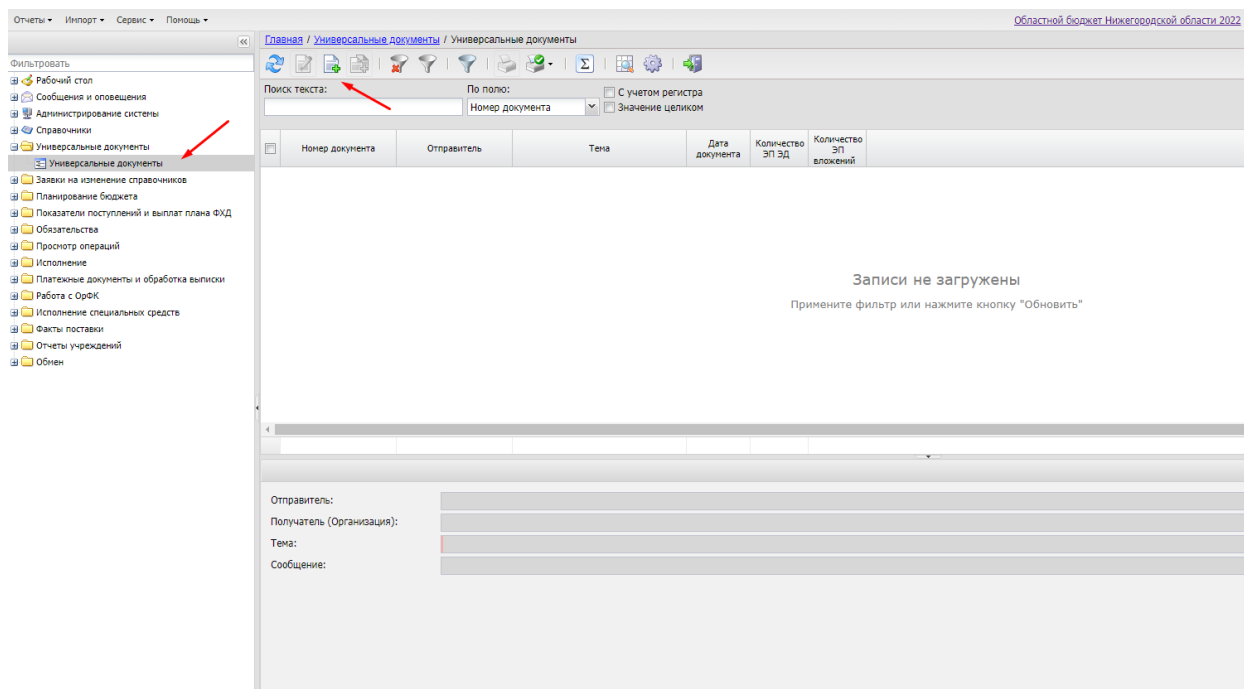 Отчеты Импорт Сервис Помощь Областной бюджет Нижегородской области 2022
Главная / Универсальные документы / Универсальные документы
Фильтровать
Рабочий стол
Сообщения и оповещения
Администрирование системы
Справочники
Универсальные документы
Универсальные документы
Заявки на изменение справочников
Планирование бюджета
Показатели поступлений и выплат плана ФХД
Обязательства
Просмотр операций
Исполнение
Платежные документы и обработка выписки
Работа с ОрФК
Исполнение специальных средств
Факты поставки
Отчеты учреждений
Обмен
Поиск текста: По полю: С учетом регистра
Номер документа Значение целиком
Номер документа Отправитель Тема Дата документа Количество ЭП ЭД Количество ЭП вложений
Записи не загружены
Примените фильтр или нажмите кнопку "Обновить"
Отправитель:
Получатель (Организация):
Тема:
Сообщение: